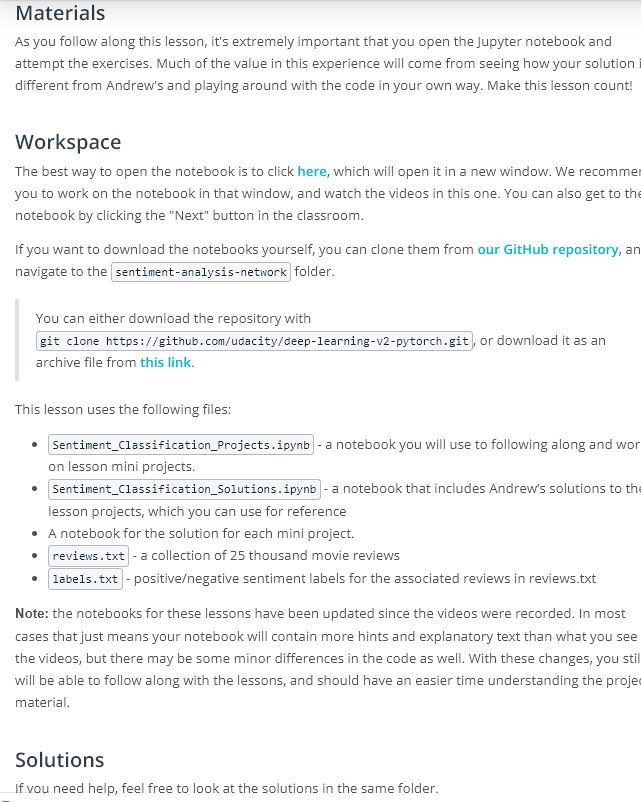 Materials
As you follow along this lesson, it's extremely important that you open the Jupyter notebook and
attempt the exercises. Much of the value in this experience will come from seeing how your solution
different from Andrew's and playing around with the code in your own way. Make this lesson count!
Workspace
The best way to open the notebook is to click here, which will open it in a new window. We
you to work on the notebook in that window, and watch the videos in this one. You can also get to
notebook by clicking the "Next" button in the classroom.
If you want to download the notebooks yourself, you can clone them from our GitHub repository,
navigate to the sentiment-analysis-network folder.
You can either download the repository with
git clone https://github.com/udacity/deep-learning-v2-pytorch.git, or download it as an
archive file from this link.
This lesson uses the following files:
Sentiment_Classification_Projects.ipynb - a notebook you will use to following along and
on lesson mini projects.
Sentiment_Classification_Solutions.ipynb - a notebook that includes Andrew’s solutions to
lesson projects, which you can use for reference
A notebook for the solution for each mini project.
reviews.txt - a collection of 25 thousand movie reviews
labels.txt - positive/negative sentiment labels for the associated reviews in reviews.txt
Note: the notebooks for these lessons have been updated since the videos were recorded. In most
cases that just means your notebook will contain more hints and explanatory text than what you see
the videos, but there may be some minor differences in the code as well. With these changes, you
will be able to follow along with the lessons, and should have an easier time understanding the
material.
Solutions
If you need help, feel free to look at the solutions in the same folder.